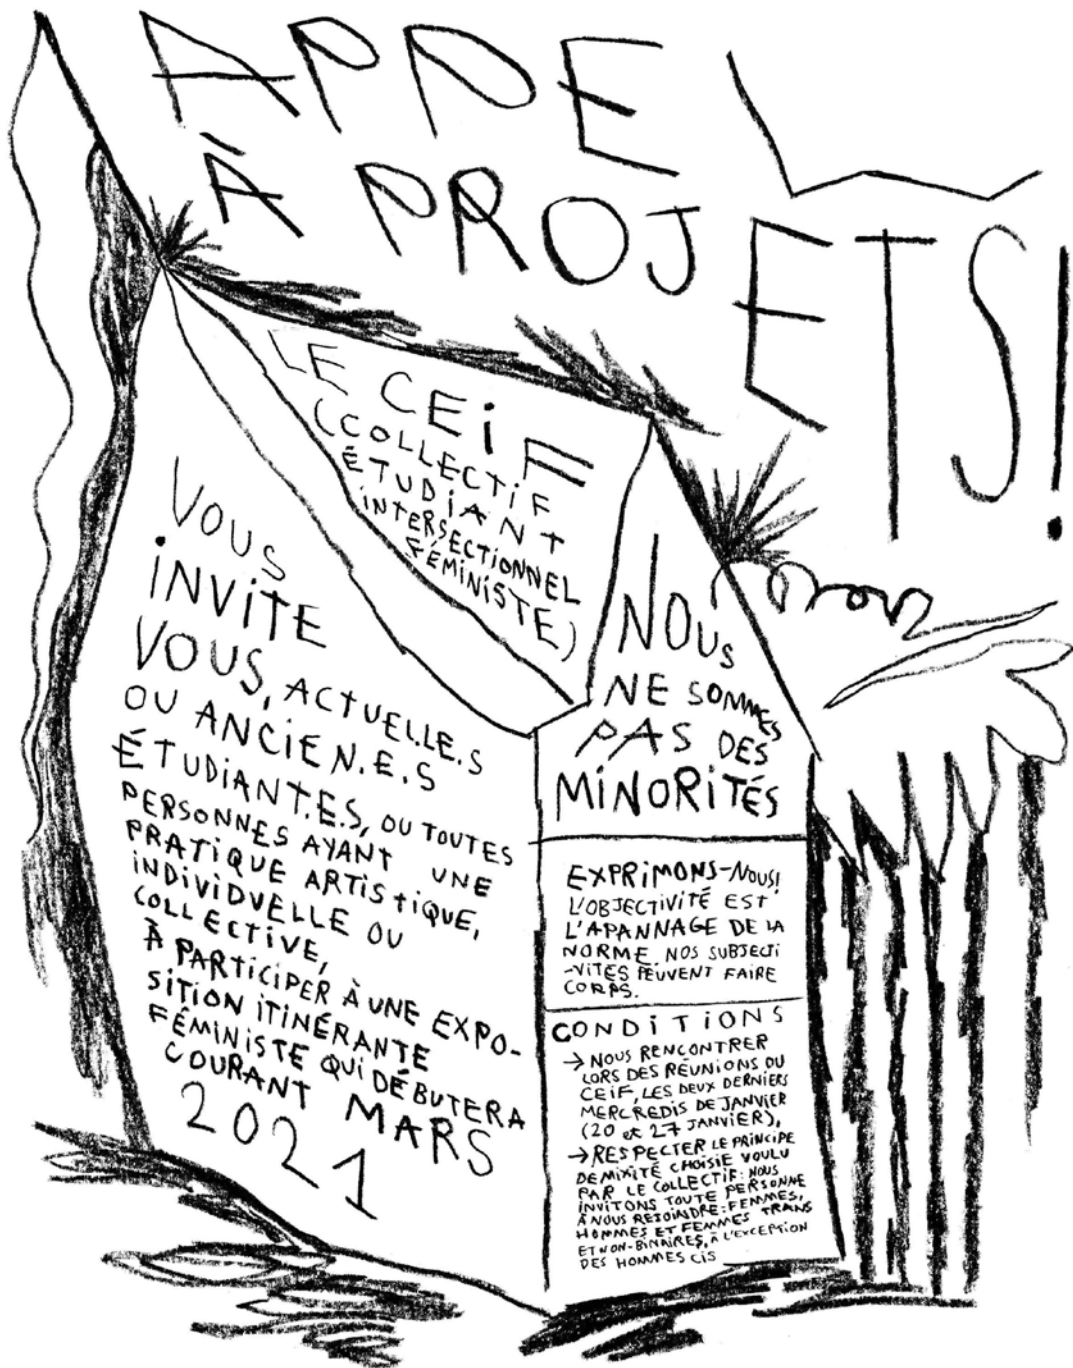 APPEL
À PROJETS!
LE CEiF
(COLLECTiF
ÉTUDiANT
iNTERSECTiONNEL
FÉMiNiSTE)
VOUS
iNViTE
VOUS, ACTUEL.LE.S
OU ANCiEN.E.S
ÉTUDiANT.E.S, OU TOUTES
PERSONNES AYANT UNE
PRATiQUE ARTiSTiQUE,
iNDiViDUELLE OU
COLLECTiVE,
À PARTiCiPER À UNE EXPO-
SiTiON iTiNÉRANTE
FÉMiNiSTE QUi DÉBUTERA
COURANT MARS
2021
NOUS
NE SOMMES
PAS DES
MiNORiTÉS
EXPRiMONS-NOUS!
L'OBJECTiVITÉ EST
L'APANNAGE DE LA
NORME. NOS SUBJECTi
-ViTÉS PEUVENT FAIRE
CORPS.
CONDiTiONS
→ NOUS RENCONTRER
LORS DES RÉUNIONS DU
CEiF, LES DEUX DERNIERS
MERCREDIS DE JANVIER
(20 et 27 JANVIER),
→ RESPECTER LE PRiNCiPE
DE MiXiTÉ CHOiSiE VOULU
PAR LE COLLECTiF: NOUS
iNViTONS TOUTE PERSONNE
À NOUS REJOiNDRE: FEMMES,
HOMMES ET FEMMES TRANS
ET NON-BiNAiRES, À L'EXCEPTiON
DES HOMMES CiS